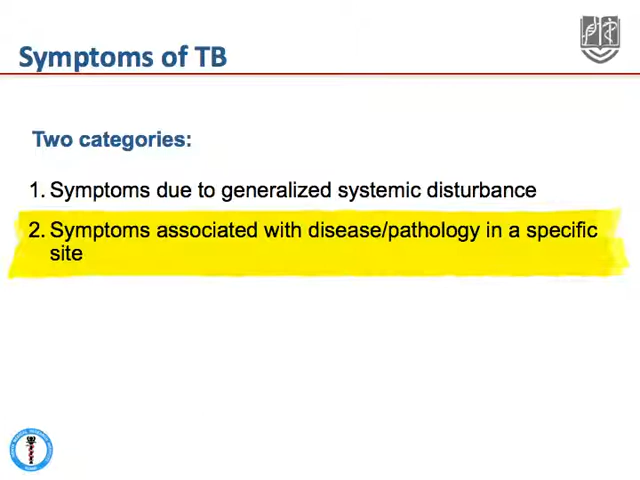 Symptoms of TB
Two categories:
1. Symptoms due to generalized systemic disturbance
2. Symptoms associated with disease/pathology in a specific
site